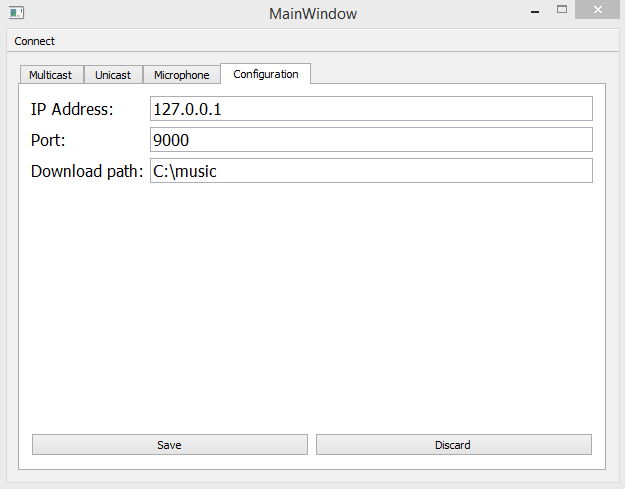 MainWindow
Connect
Multicast Unicast Microphone Configuration
IP Address: 127.0.0.1
Port: 9000
Download path: C:\music
Save Discard